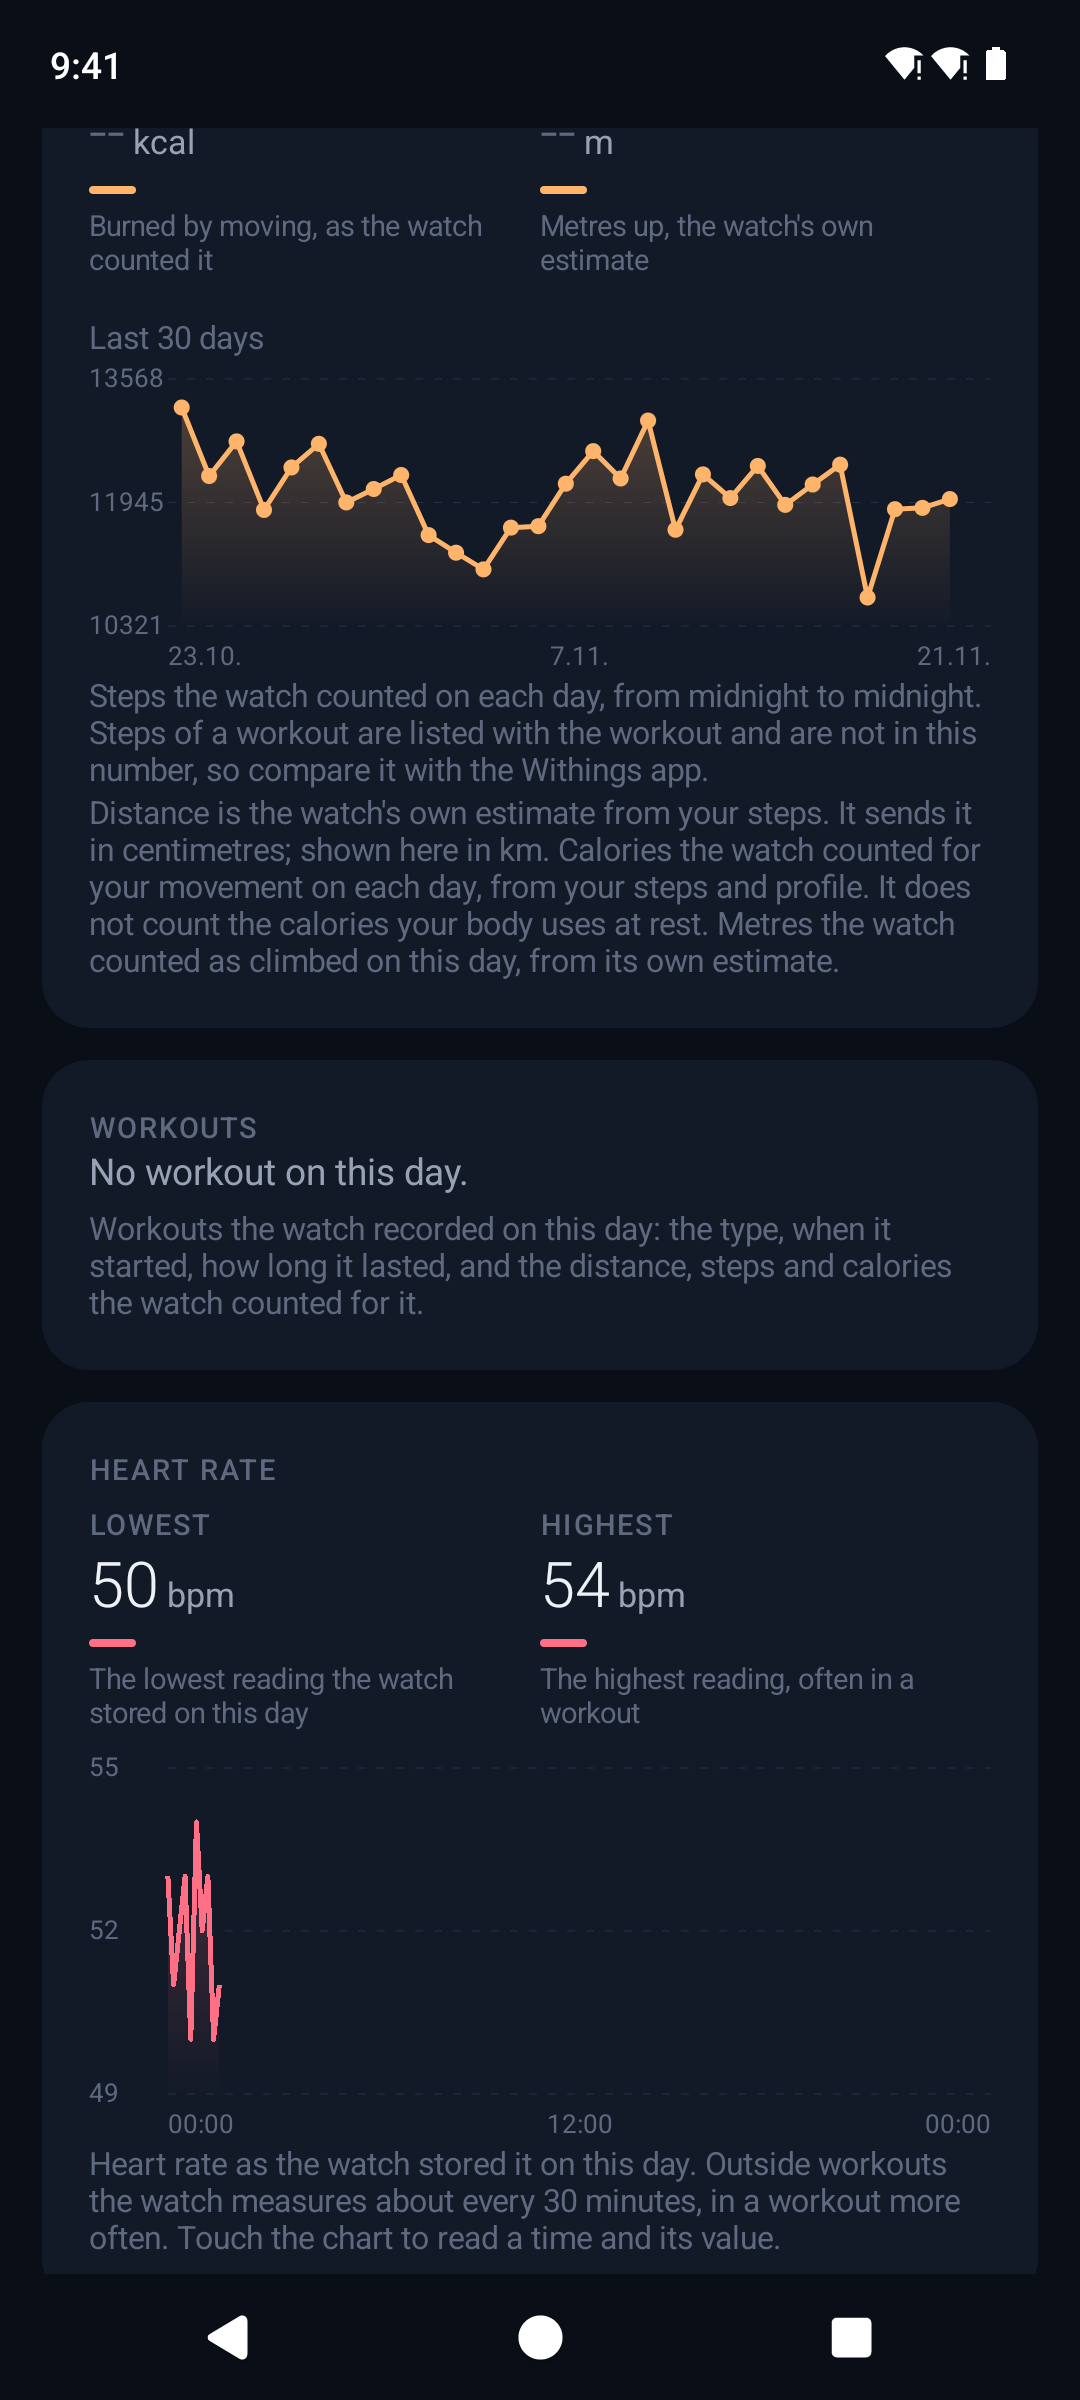 9:41
-- kcal
-- m
Burned by moving, as the watch
counted it
Metres up, the watch's own
estimate
Last 30 days
13568
11945
10321
23.10.
7.11.
21.11.
Steps the watch counted on each day, from midnight to midnight.
Steps of a workout are listed with the workout and are not in this
number, so compare it with the Withings app.
Distance is the watch's own estimate from your steps. It sends it
in centimetres; shown here in km. Calories the watch counted for
your movement on each day, from your steps and profile. It does
not count the calories your body uses at rest. Metres the watch
counted as climbed on this day, from its own estimate.
WORKOUTS
No workout on this day.
Workouts the watch recorded on this day: the type, when it
started, how long it lasted, and the distance, steps and calories
the watch counted for it.
HEART RATE
LOWEST
50 bpm
The lowest reading the watch
stored on this day
HIGHEST
54 bpm
The highest reading, often in a
workout
55
52
49
00:00
12:00
00:00
Heart rate as the watch stored it on this day. Outside workouts
the watch measures about every 30 minutes, in a workout more
often. Touch the chart to read a time and its value.